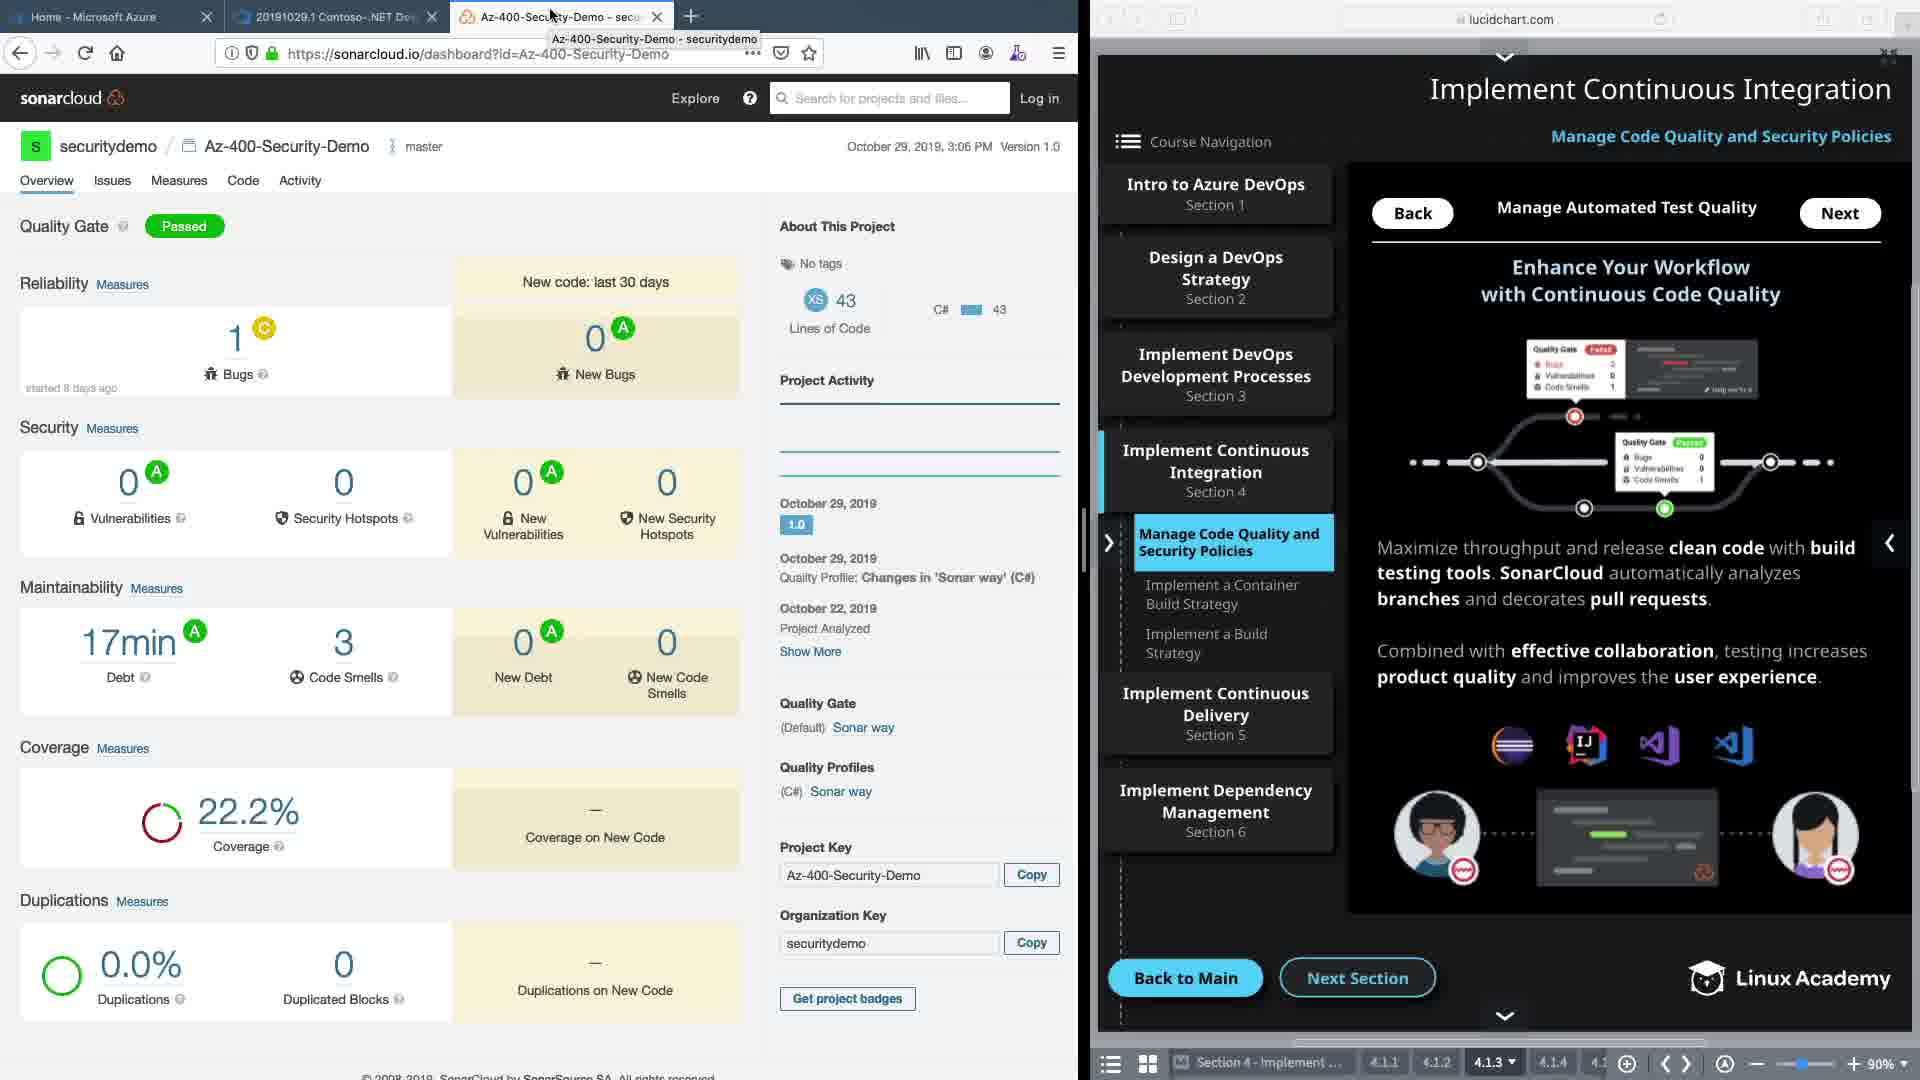 Home - Microsoft Azure
20191029.1 Contoso-.NET Dev
Az-400-Security-Demo - secu
Az-400-Security-Demo - securitydemo
https://sonarcloud.io/dashboard?id=Az-400-Security-Demo
sonarcloud
Explore
Search for projects and files...
Log in
S
securitydemo / Az-400-Security-Demo
master
October 29, 2019, 3:06 PM Version 1.0
Overview
Issues
Measures
Code
Activity
Quality Gate
Passed
Reliability Measures
New code: last 30 days
1 C
Bugs
started 8 days ago
0 A
New Bugs
Security Measures
0 A
Vulnerabilities
0
Security Hotspots
0 A
New
Vulnerabilities
0
New Security
Hotspots
Maintainability Measures
17min A
Debt
3
Code Smells
0 A
New Debt
0
New Code
Smells
Coverage Measures
22.2%
Coverage
—
Coverage on New Code
Duplications Measures
0.0%
Duplications
0
Duplicated Blocks
—
Duplications on New Code
© 2008-2019, SonarCloud by SonarSource SA. All rights reserved.
About This Project
No tags
XS 43
Lines of Code
C# 43
Project Activity
October 29, 2019
1.0
October 29, 2019
Quality Profile: Changes in 'Sonar way' (C#)
October 22, 2019
Project Analyzed
Show More
Quality Gate
(Default) Sonar way
Quality Profiles
(C#) Sonar way
Project Key
Az-400-Security-Demo
Copy
Organization Key
securitydemo
Copy
Get project badges
lucidchart.com
Implement Continuous Integration
Manage Code Quality and Security Policies
Course Navigation
Intro to Azure DevOps
Section 1
Design a DevOps
Strategy
Section 2
Implement DevOps
Development Processes
Section 3
Implement Continuous
Integration
Section 4
Manage Code Quality and
Security Policies
Implement a Container
Build Strategy
Implement a Build
Strategy
Implement Continuous
Delivery
Section 5
Implement Dependency
Management
Section 6
Back
Manage Automated Test Quality
Next
Enhance Your Workflow
with Continuous Code Quality
Quality Gate Failed
Bugs
Vulnerabilities 0
Code Smells 1
Quality Gate Passed
Bugs 0
Vulnerabilities 0
Code Smells 1
Maximize throughput and release clean code with build
testing tools. SonarCloud automatically analyzes
branches and decorates pull requests.
Combined with effective collaboration, testing increases
product quality and improves the user experience.
IJ
Back to Main
Next Section
Linux Academy
Section 4 - Implement ...
4.1.1
4.1.2
4.1.3
4.1.4
90%